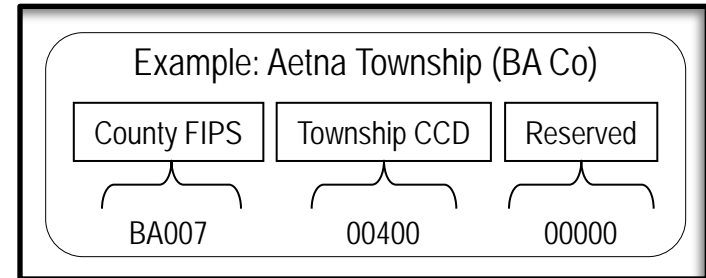 Example: Aetna Township (BA Co)
County FIPS Township CCD Reserved
BA007 00400 00000